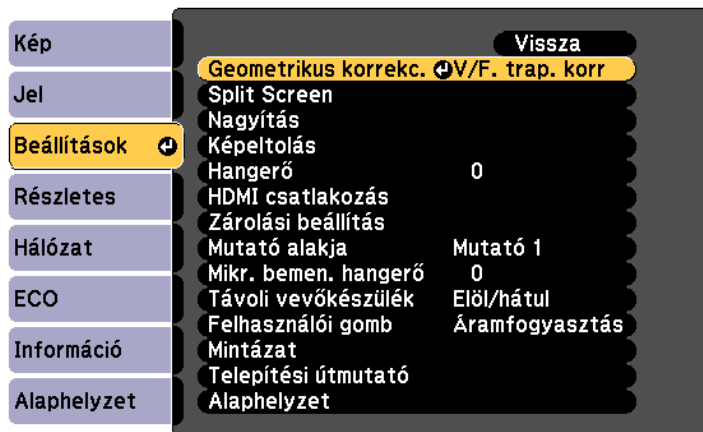 Kép
Jel
Beállítások
Részletes
Hálózat
ECO
Információ
Alaphelyzet
Vissza
Geometrikus korrekc. V/F. trap. korr
Split Screen
Nagyítás
Képeltolás
Hangerő 0
HDMI csatlakozás
Zárolási beállítás
Mutató alakja Mutató 1
Mikr. bemen. hangerő 0
Távoli vevőkészülék Elöl/hátul
Felhasználói gomb Áramfogyasztás
Mintázat
Telepítési útmutató
Alaphelyzet